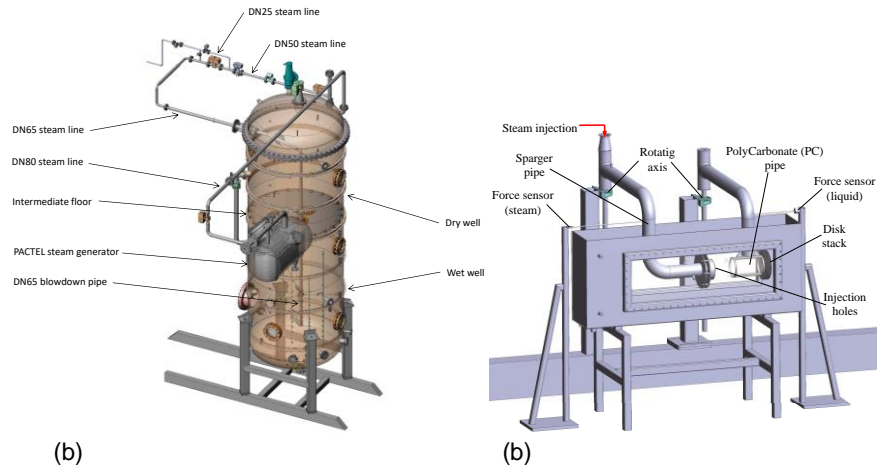 DN25 steam line
DN50 steam line
DN65 steam line
DN80 steam line
Intermediate floor
PACTEL steam generator
DN65 blowdown pipe
Dry well
Wet well
(b)
Steam injection
Sparger
pipe
Force sensor
(steam)
Rotatig
axis
PolyCarbonate (PC)
pipe
Force sensor
(liquid)
Disk
stack
Injection
holes
(b)